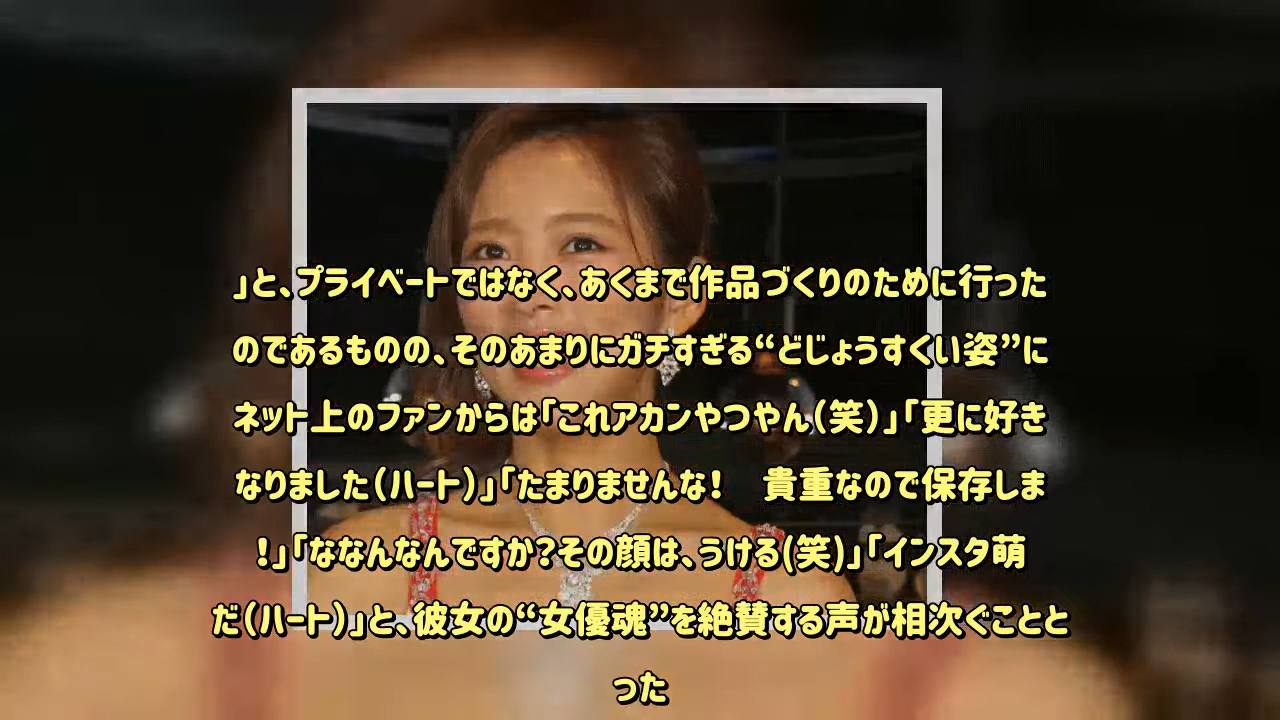 」と、プライベートではなく、あくまで作品づくりのために行った
のであるものの、そのあまりにガチすぎる“どじょうすくい姿”に
ネット上のファンからは「これアカンやつやん(笑)」「更に好き
なりました(ハート)」「たまりませんな!　貴重なので保存しま
!」「ななんなんですか?その顔は、うける(笑)」「インスタ萌
だ(ハート)」と、彼女の“女優魂”を絶賛する声が相次ぐことと
った